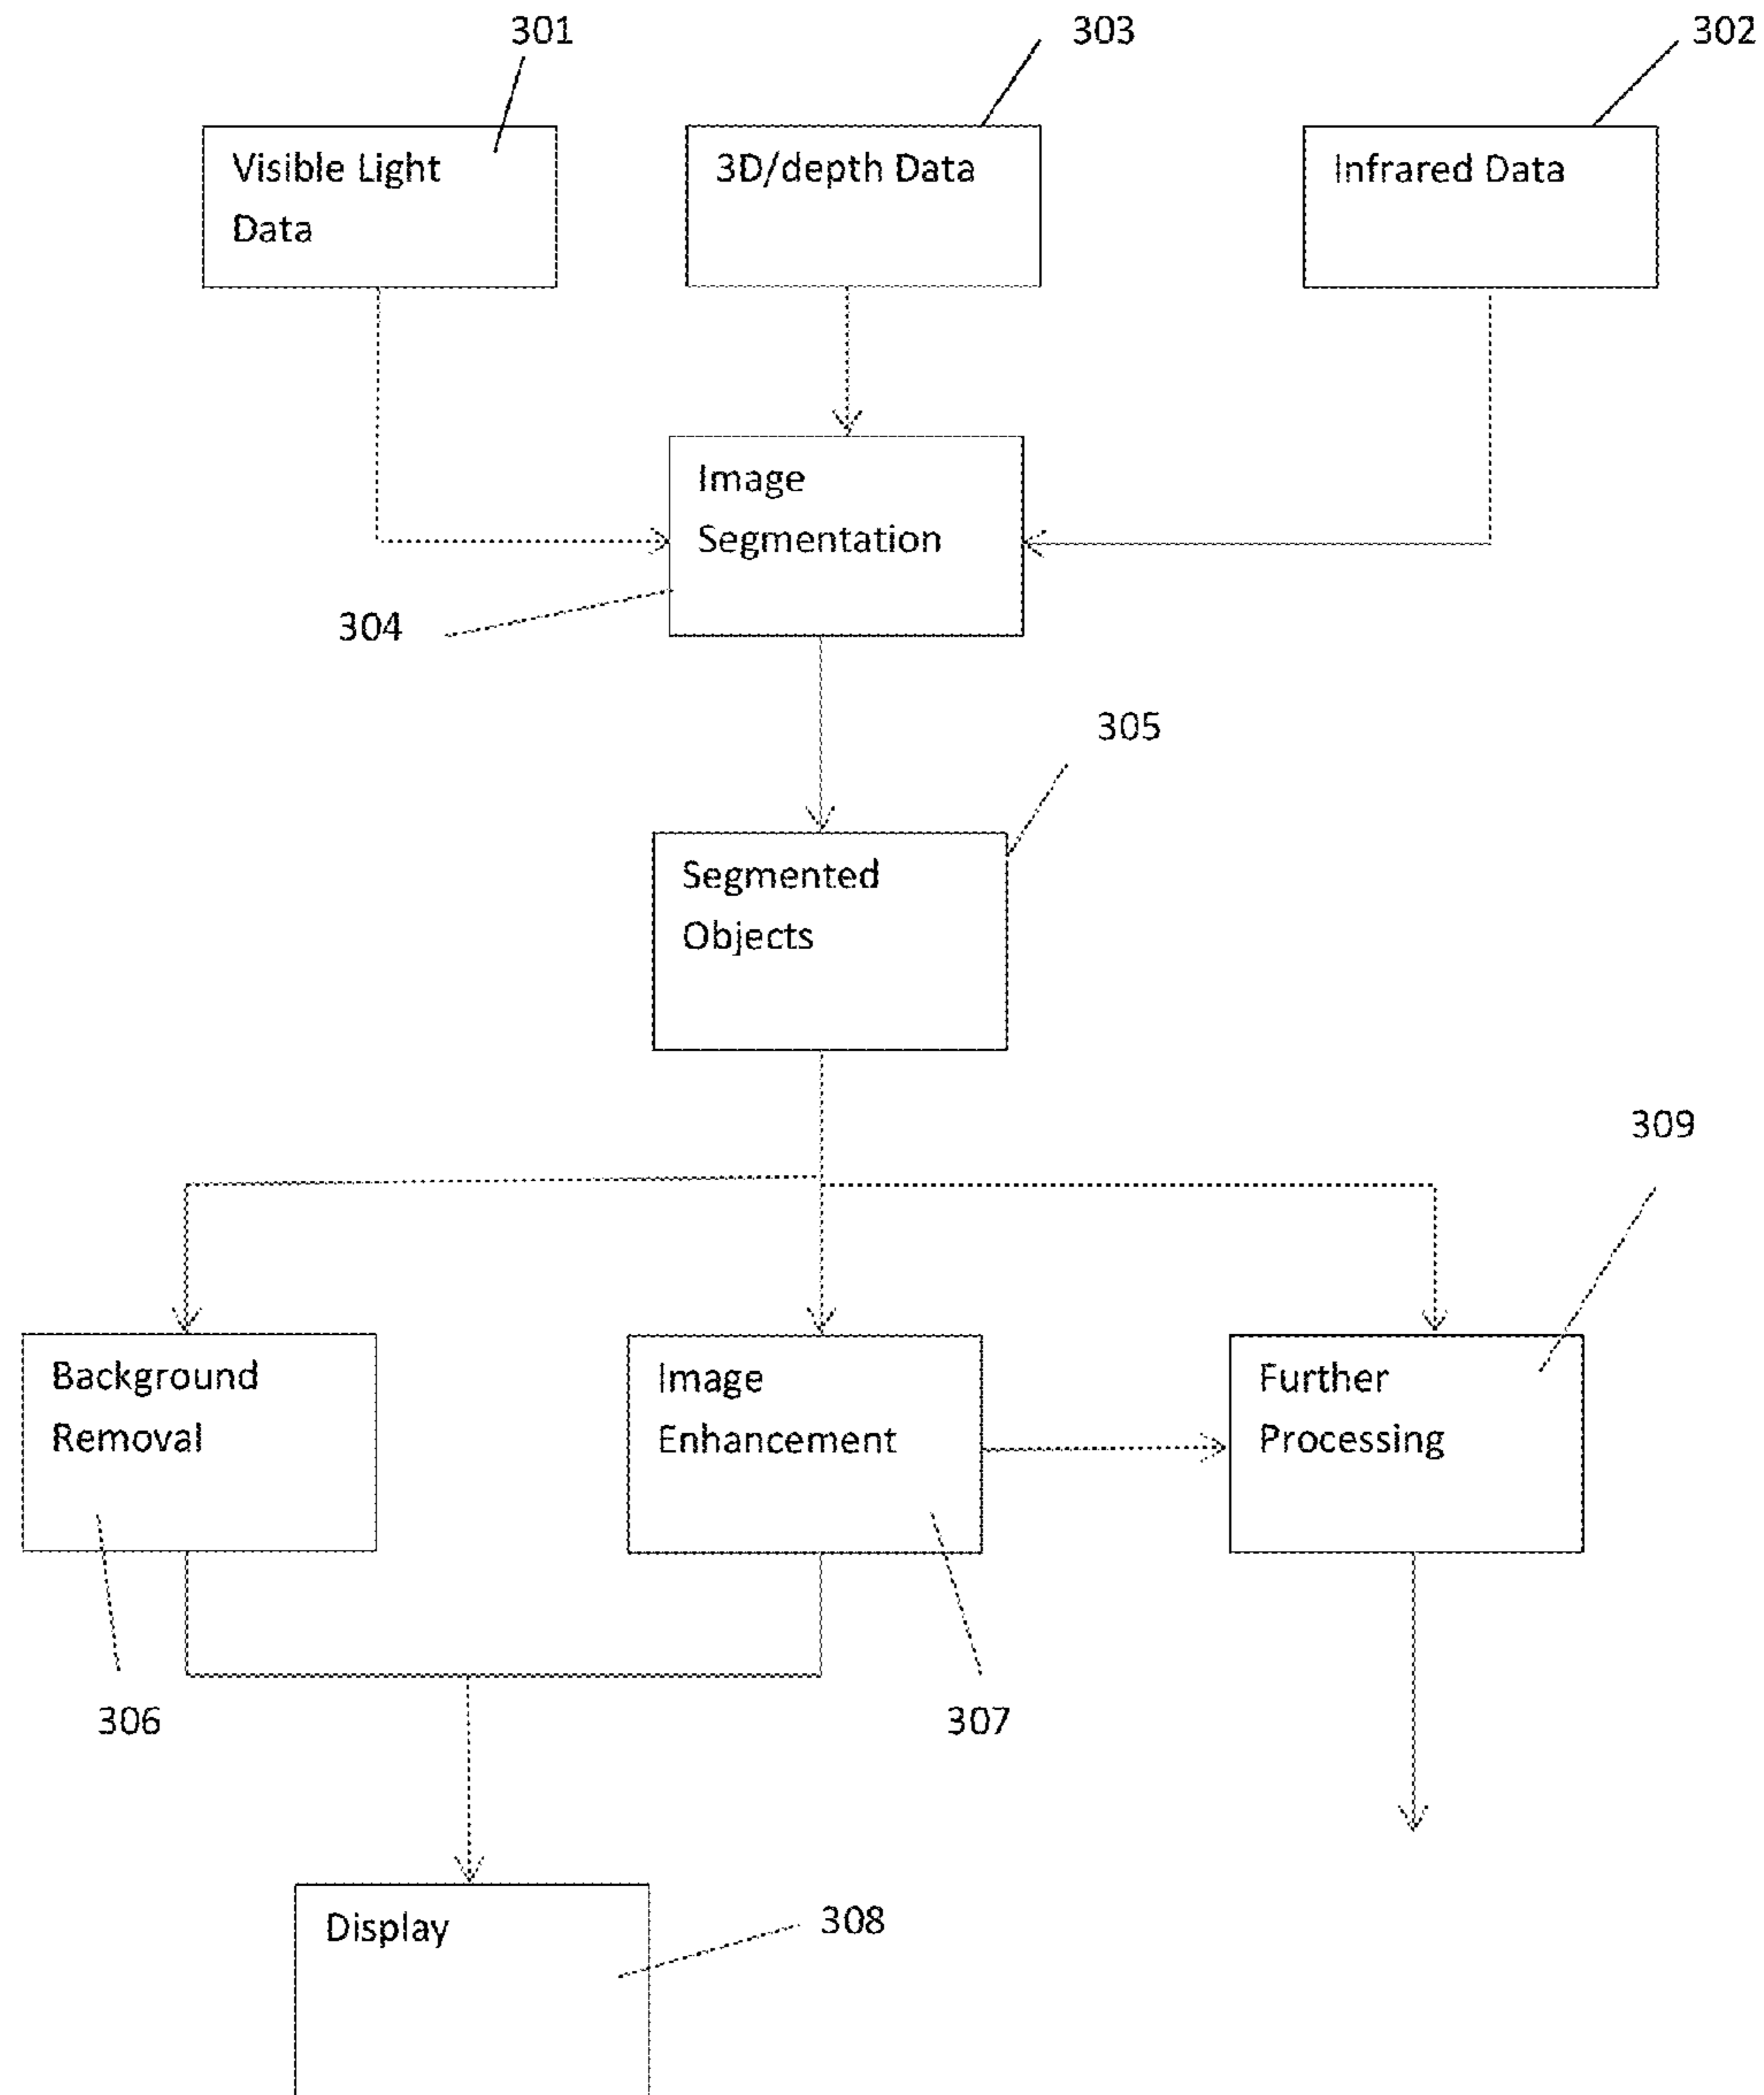 301
303
302
Visible Light
Data
3D/depth Data
Infrared Data
Image
Segmentation
304
305
Segmented
Objects
309
Background
Removal
Image
Enhancement
Further
Processing
306
307
Display
308